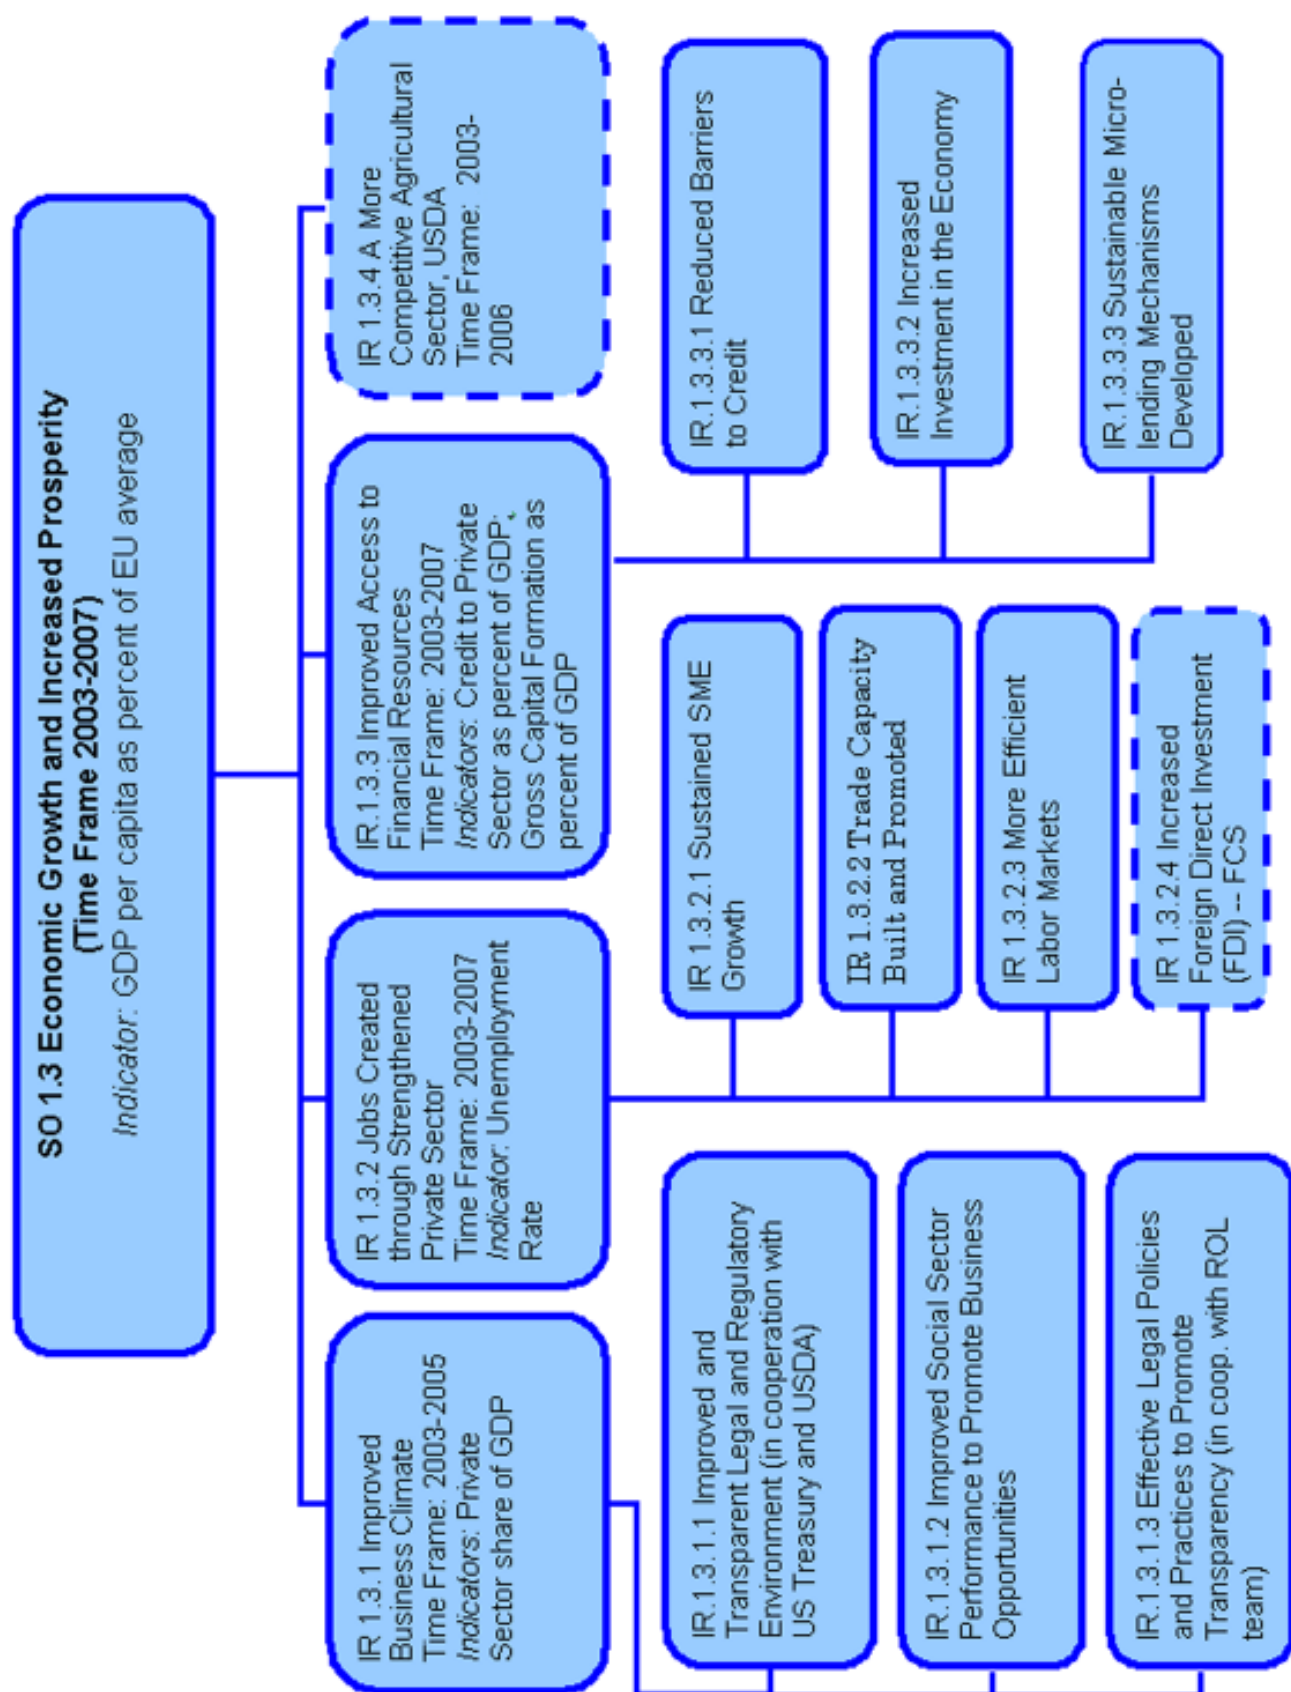 SO 1.3 Economic Growth and Increased Prosperity
(Time Frame 2003-2007)
Indicator: GDP per capita as percent of EU average
IR 1.3.1 Improved
Business Climate
Time Frame: 2003-2005
Indicators: Private
Sector share of GDP
IR 1.3.2 Jobs Created
through Strengthened
Private Sector
Time Frame: 2003-2007
Indicator: Unemployment
Rate
IR.1.3.3 Improved Access to
Financial Resources
Time Frame: 2003-2007
Indicators: Credit to Private
Sector as percent of GDP;
Gross Capital Formation as
percent of GDP
IR 1.3.4 A More
Competitive Agricultural
Sector, USDA
Time Frame: 2003-
2006
IR.1.3.1.1 Improved and
Transparent Legal and Regulatory
Environment (in cooperation with
US Treasury and USDA)
IR.1.3.1.2 Improved Social Sector
Performance to Promote Business
Opportunities
IR.1.3.1.3 Effective Legal Policies
and Practices to Promote
Transparency (in coop. with ROL
team)
IR 1.3.2.1 Sustained SME
Growth
IR 1.3.2.2 Trade Capacity
Built and Promoted
IR 1.3.2.3 More Efficient
Labor Markets
IR 1.3.2.4 Increased
Foreign Direct Investment
(FDI) -- FCS
IR.1.3.3.1 Reduced Barriers
to Credit
IR.1.3.3.2 Increased
Investment in the Economy
IR.1.3.3.3 Sustainable Micro-
lending Mechanisms
Developed